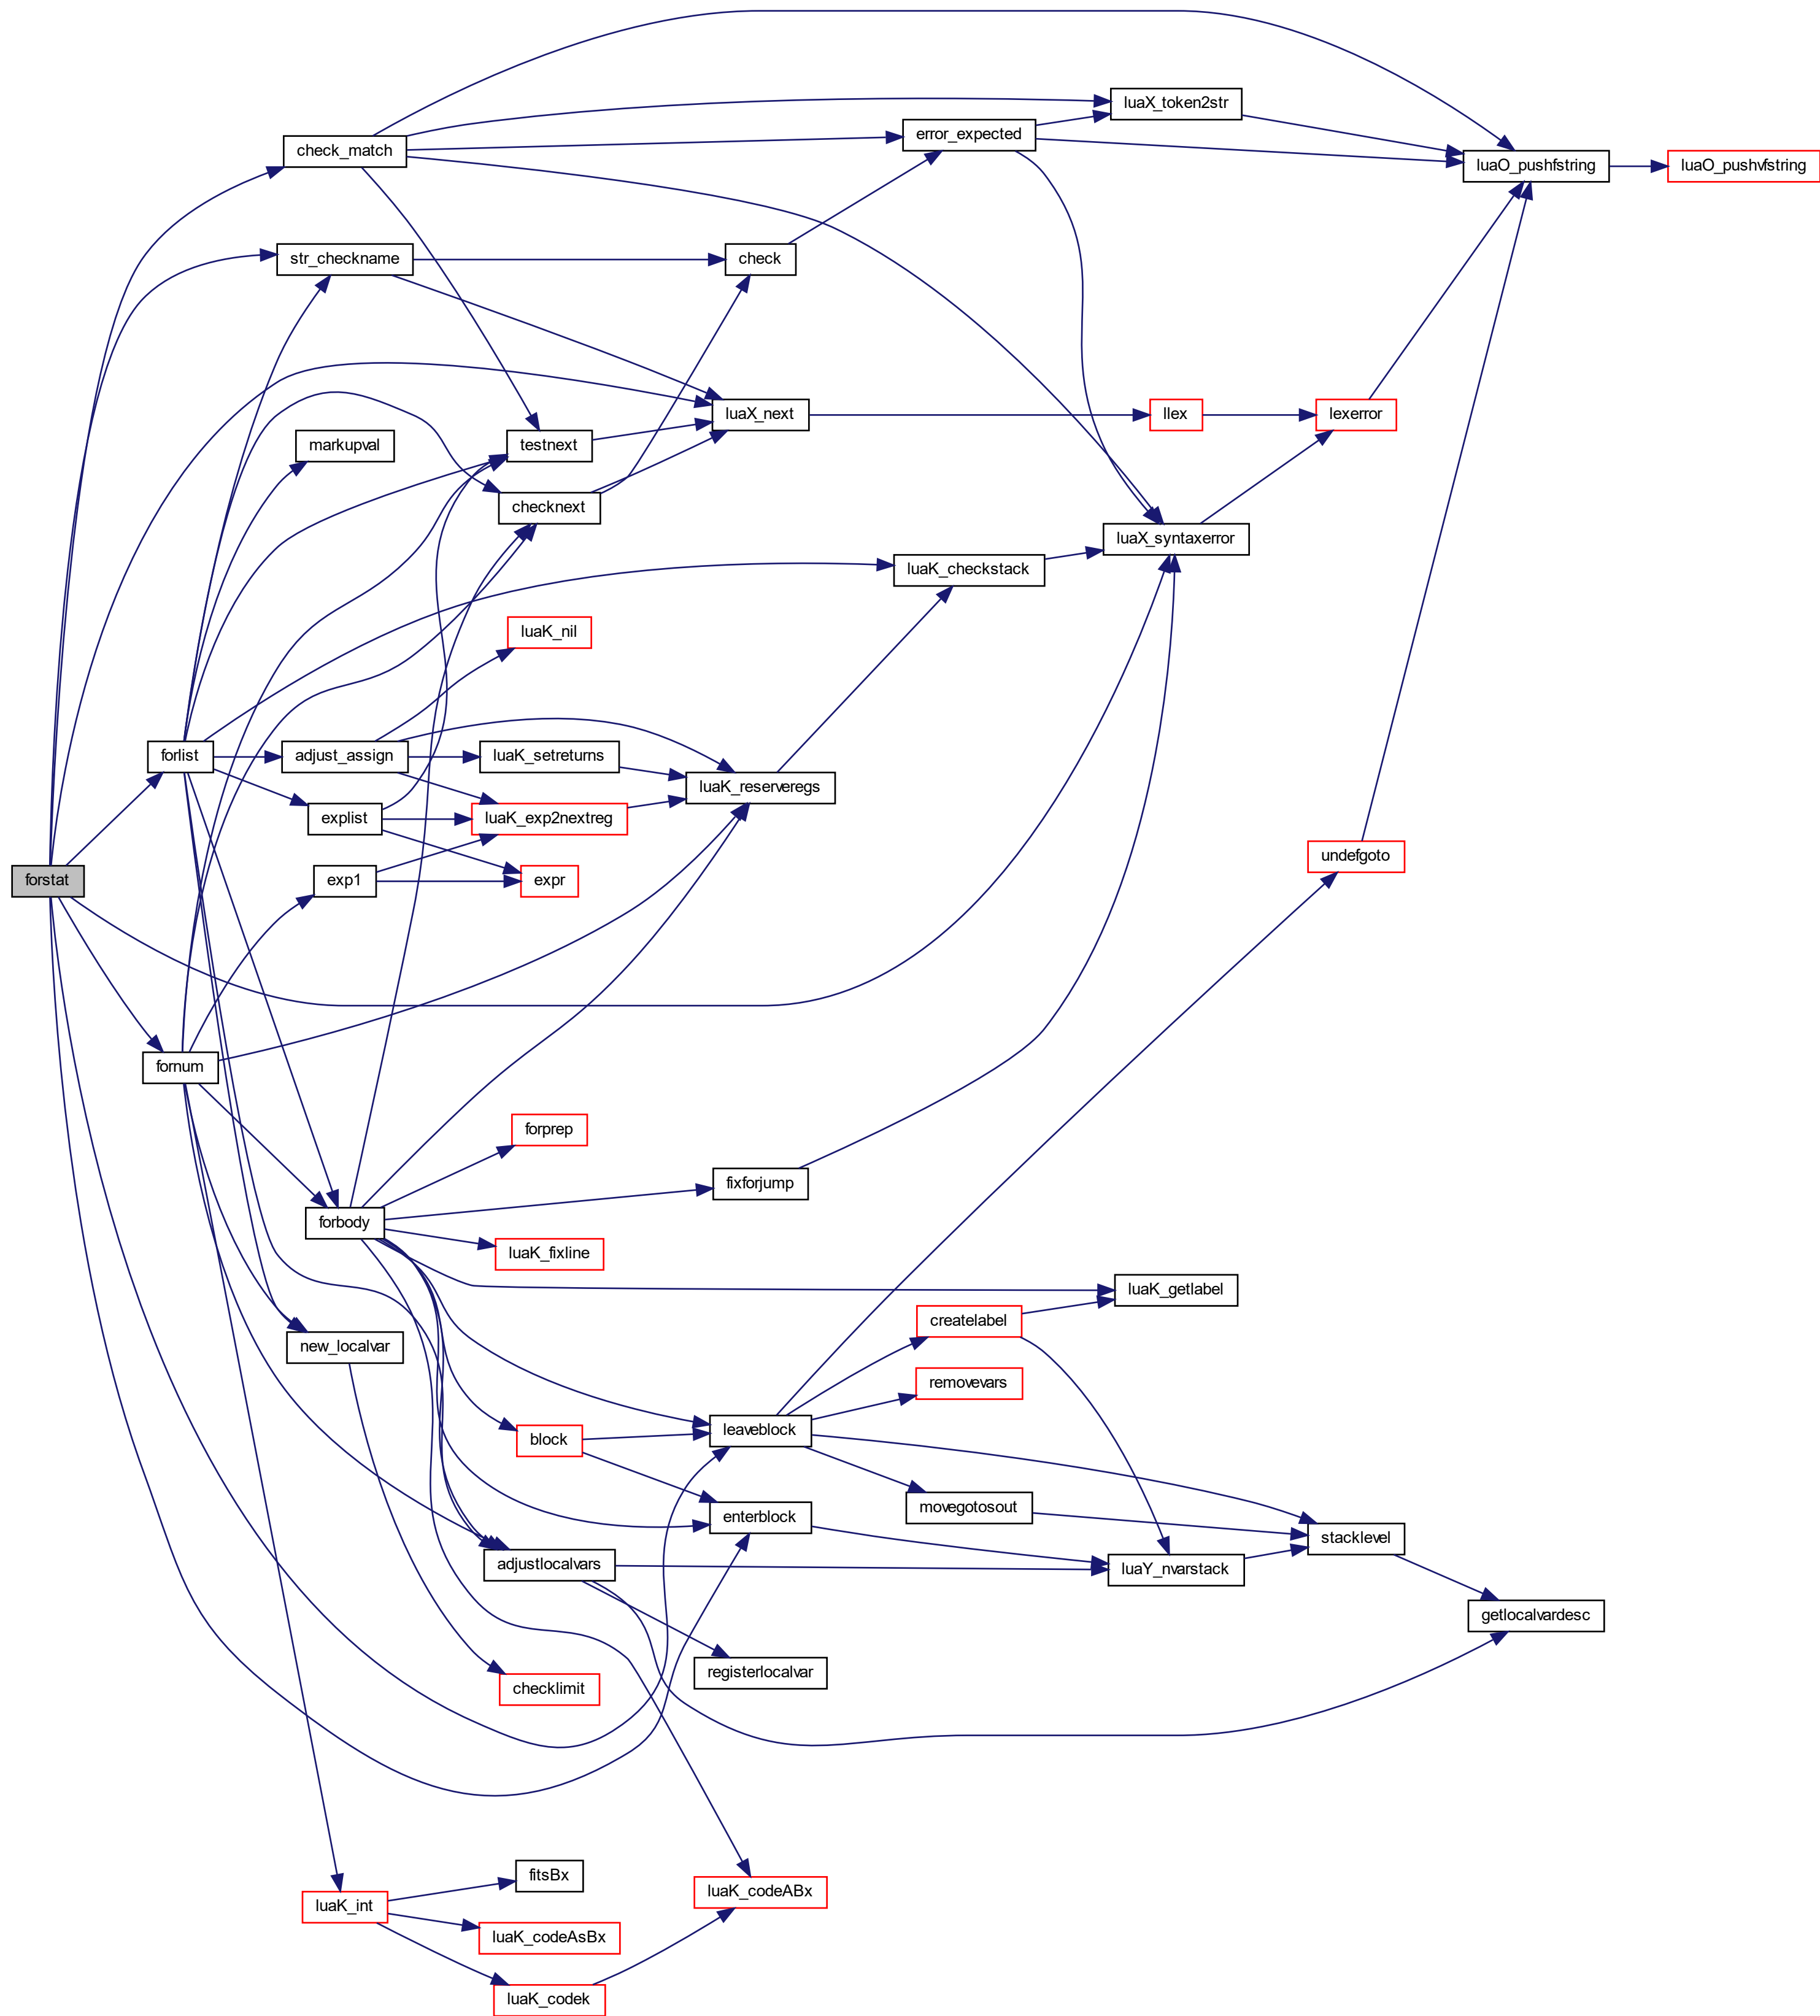 luaX_token2str
error_expected
check_match
luaO_pushfstring
luaO_pushvfstring
str_checkname
check
luaX_next
llex
lexerror
markupval
testnext
checknext
luaX_syntaxerror
luaK_checkstack
luaK_nil
forlist
adjust_assign
luaK_setreturns
luaK_reserveregs
explist
luaK_exp2nextreg
undefgoto
forstat
exp1
expr
fornum
forprep
fixforjump
forbody
luaK_fixline
luaK_getlabel
createlabel
new_localvar
removevars
leaveblock
block
movegotosout
enterblock
stacklevel
adjustlocalvars
luaY_nvarstack
getlocalvardesc
registerlocalvar
checklimit
fitsBx
luaK_codeABx
luaK_int
luaK_codeAsBx
luaK_codek